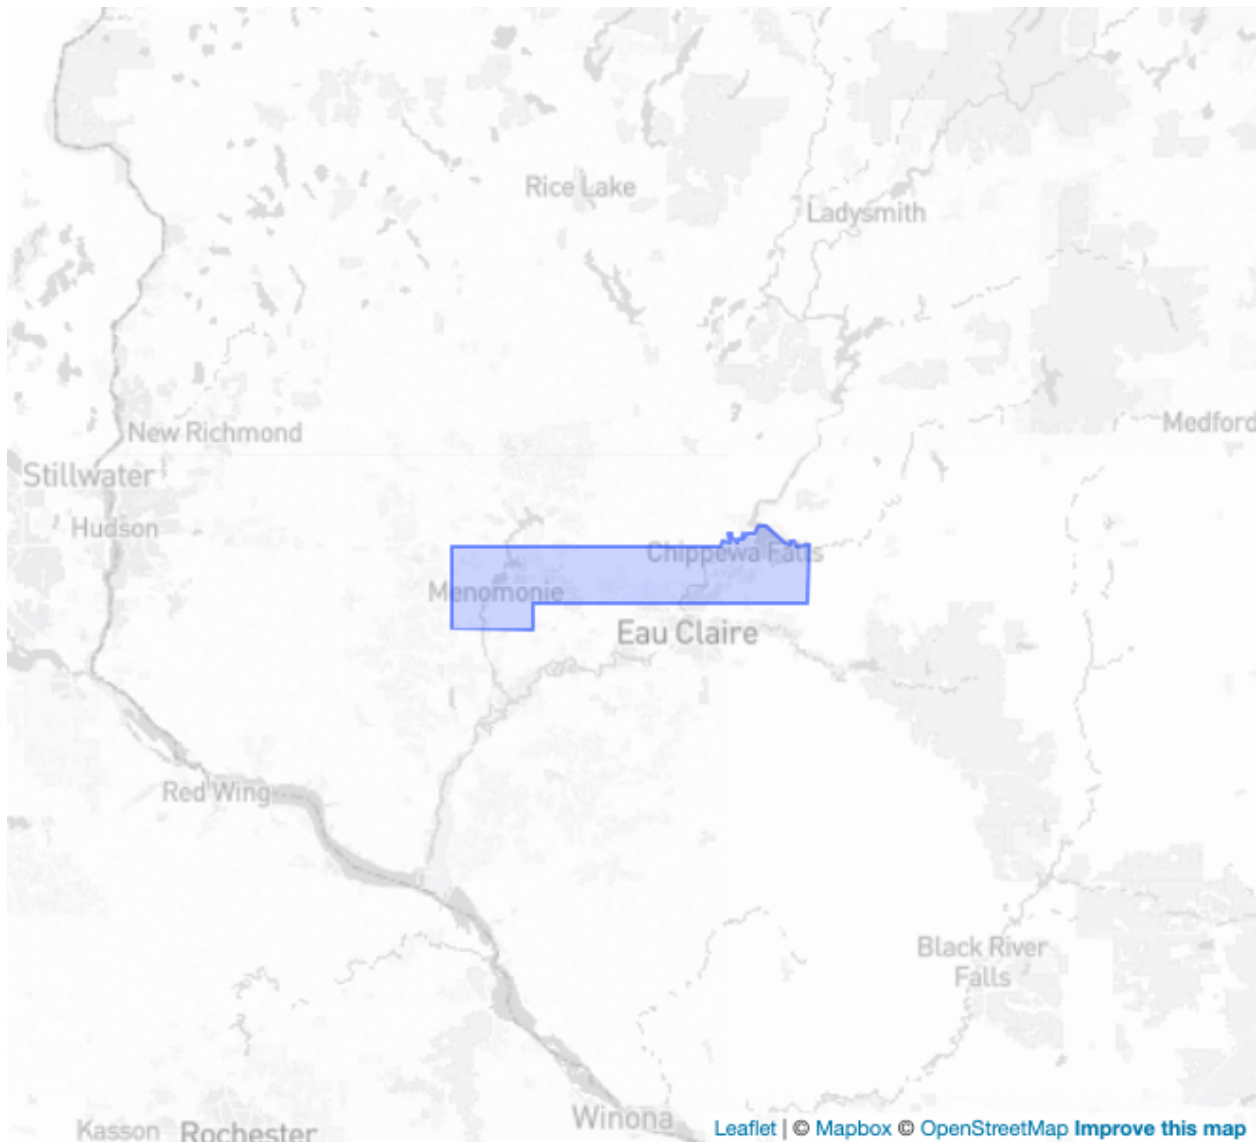 Rice Lake
Ladysmith
New Richmond
Medford
Stillwater
Hudson
Chippewa Falls
Menomonie
Eau Claire
Red Wing
Black River
Falls
Winona
Kasson
Rochester
Leaflet | © Mapbox © OpenStreetMap Improve this map